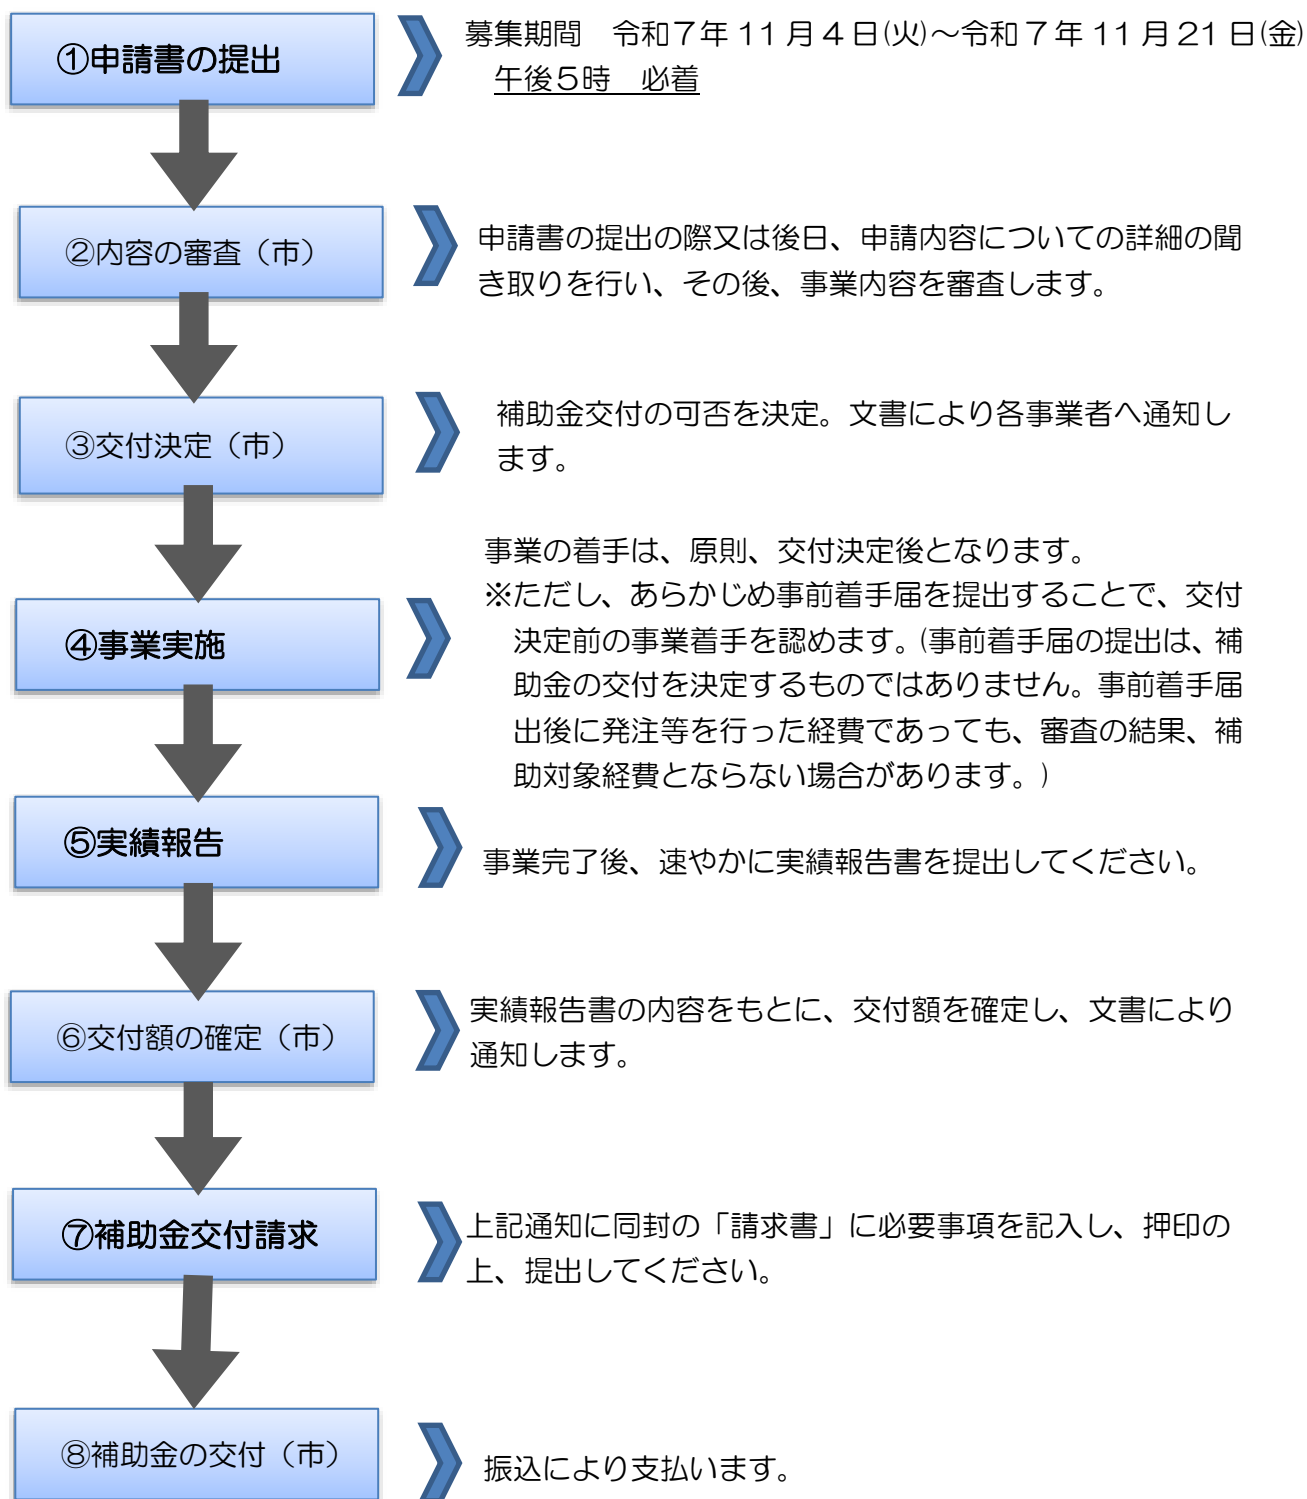 ①申請書の提出
募集期間　令和７年 11 月 4 日(火)～令和 7 年 11 月 21 日(金)
午後５時　必着
②内容の審査（市）
申請書の提出の際又は後日、申請内容についての詳細の聞
き取りを行い、その後、事業内容を審査します。
③交付決定（市）
補助金交付の可否を決定。文書により各事業者へ通知し
ます。
④事業実施
事業の着手は、原則、交付決定後となります。
※ただし、あらかじめ事前着手届を提出することで、交付
決定前の事業着手を認めます。(事前着手届の提出は、補
助金の交付を決定するものではありません。事前着手届
出後に発注等を行った経費であっても、審査の結果、補
助対象経費とならない場合があります。)
⑤実績報告
事業完了後、速やかに実績報告書を提出してください。
⑥交付額の確定（市）
実績報告書の内容をもとに、交付額を確定し、文書により
通知します。
⑦補助金交付請求
上記通知に同封の「請求書」に必要事項を記入し、押印の
上、提出してください。
⑧補助金の交付（市）
振込により支払います。